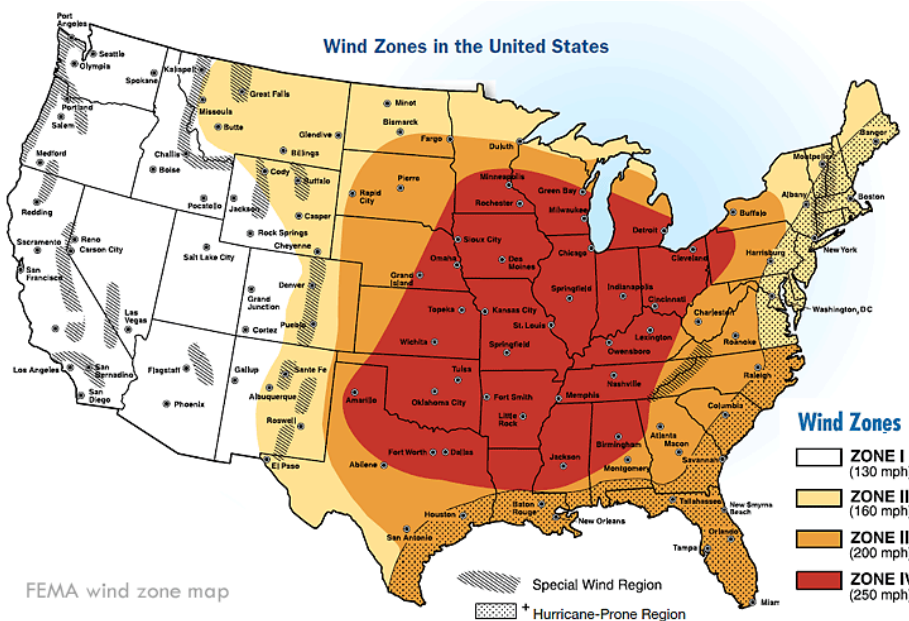 Wind Zones in the United States
Port
Angeles
Seattle
Olympia
Spokane
Kalispell
Great Falls
Missouls
Butte
Glendive
Billings
Minot
Bismarck
Fargo
Duluth
Portland
Salem
Medford
Challis
Boise
Pocatello
Cody
Buffalo
Jackson
Casper
Rock Springs
Cheyenne
Rapid
City
Pierre
Minneapolis
Rochester
Green Bay
Milwaukee
Detroit
Buffalo
Albany
Montpelier
Bangor
Boston
New York
Harrisburg
Washington, DC
Redding
Sacramento
San
Francisco
Reno
Carson City
Salt Lake City
Grand
Junction
Cortez
Denver
Pueblo
Grand
Island
Omaha
Sioux City
Des
Moines
Chicago
Cleveland
Springfield
Indianapolis
Cincinnati
Charleston
Roanoke
Las
Vegas
Los Angeles
San
Bernadino
San
Diego
Flagstaff
Phoenix
Gallup
Sante Fe
Albuquerque
Roswell
El Paso
Topeka
Wichita
Kansas City
St. Louis
Springfield
Owensboro
Lexington
Nashville
Raleigh
Amarillo
Tulsa
Oklahoma City
Fort Smith
Little
Rock
Memphis
Columbia
Atlanta
Macon
Savannah
Birmingham
Montgomery
Jackson
Abilene
Fort Worth
Dallas
Houston
San Antonio
Baton
Rouge
New Orleans
Tallahassee
New Smyrna
Beach
Orlando
Tampa
Miam
Wind Zones
ZONE I
(130 mph)
ZONE II
(160 mph)
ZONE II
(200 mph)
ZONE IV
(250 mph)
Special Wind Region
+ Hurricane-Prone Region
FEMA wind zone map